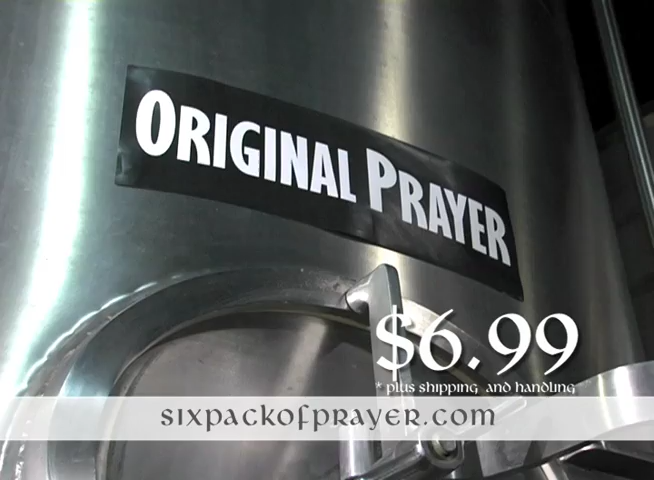 ORIGINAL PRAYER
$6.99
* plus shipping and handling
sixpackofprayer.com